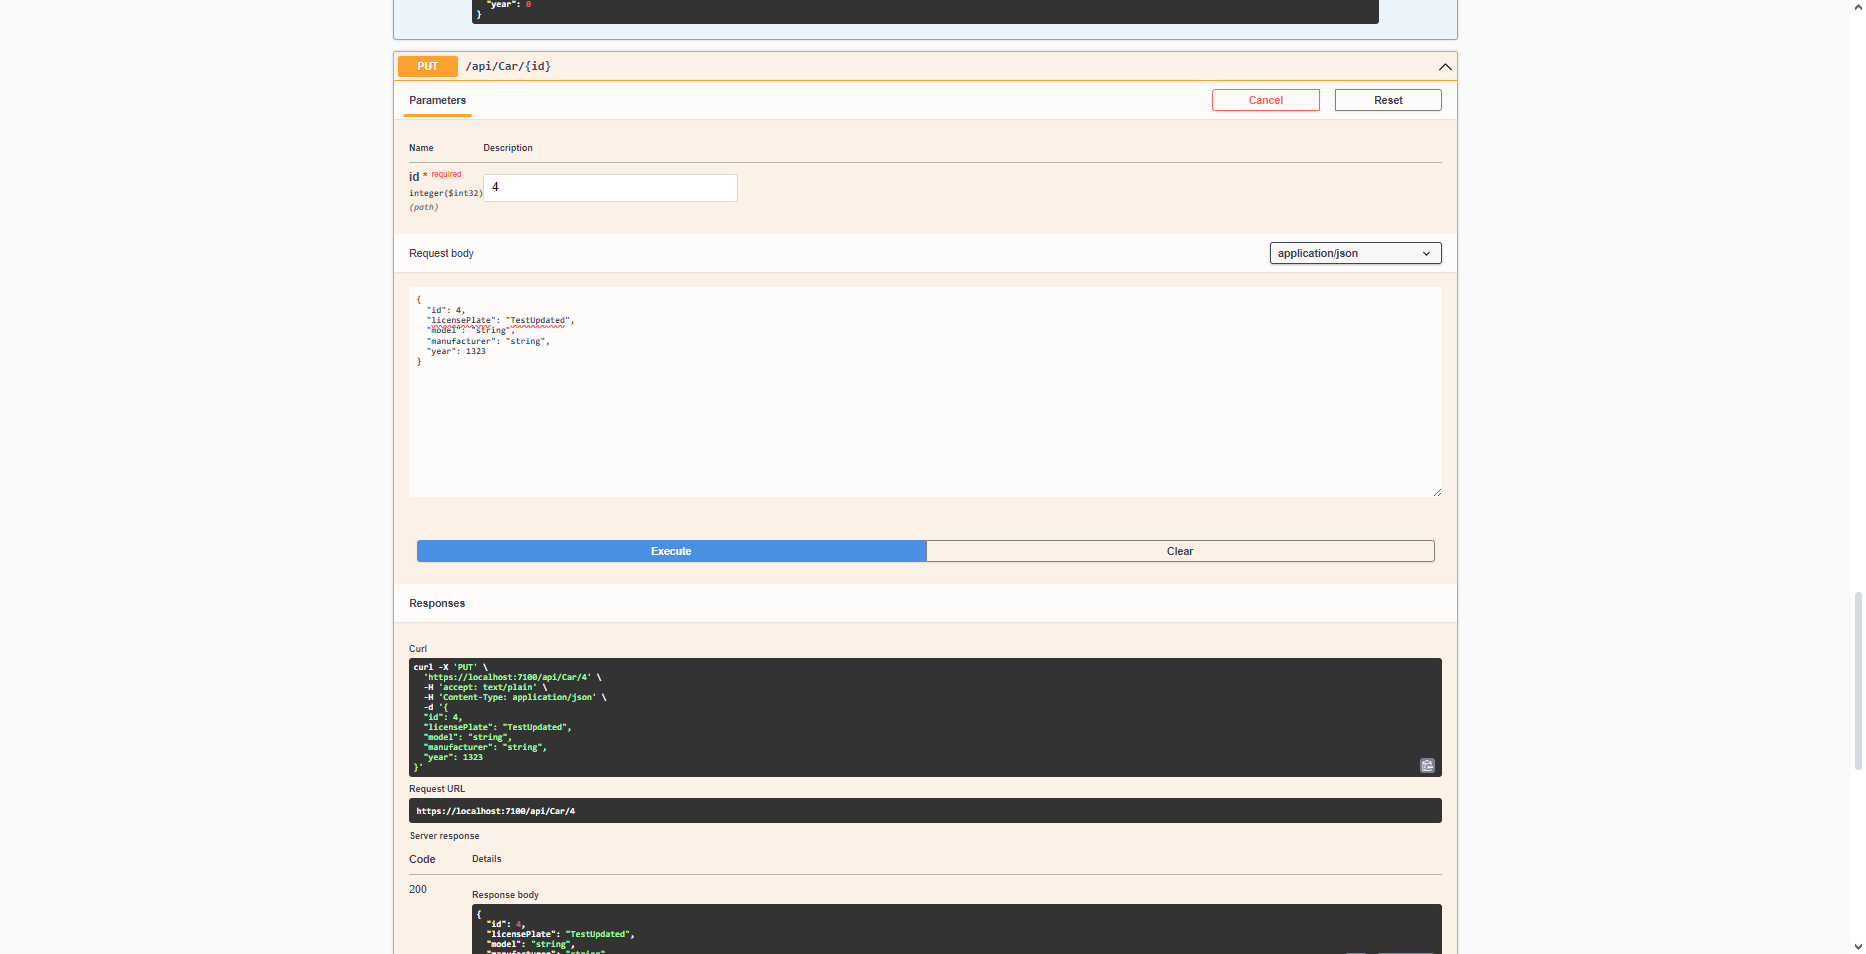 "year": 0
}
PUT /api/Car/{id}
Parameters
Cancel
Reset
Name Description
id * required
integer($int32)
(path)
4
Request body
application/json
{
"id": 4,
"licensePlate": "TestUpdated",
"model": "string",
"manufacturer": "string",
"year": 1323
}
Execute
Clear
Responses
Curl
curl -X 'PUT' \
'https://localhost:7100/api/Car/4' \
-H 'accept: text/plain' \
-H 'Content-Type: application/json' \
-d '{
"id": 4,
"licensePlate": "TestUpdated",
"model": "string",
"manufacturer": "string",
"year": 1323
}'
Request URL
https://localhost:7100/api/Car/4
Server response
Code Details
200
Response body
{
"id": 4,
"licensePlate": "TestUpdated",
"model": "string",
"manufacturer": "string"